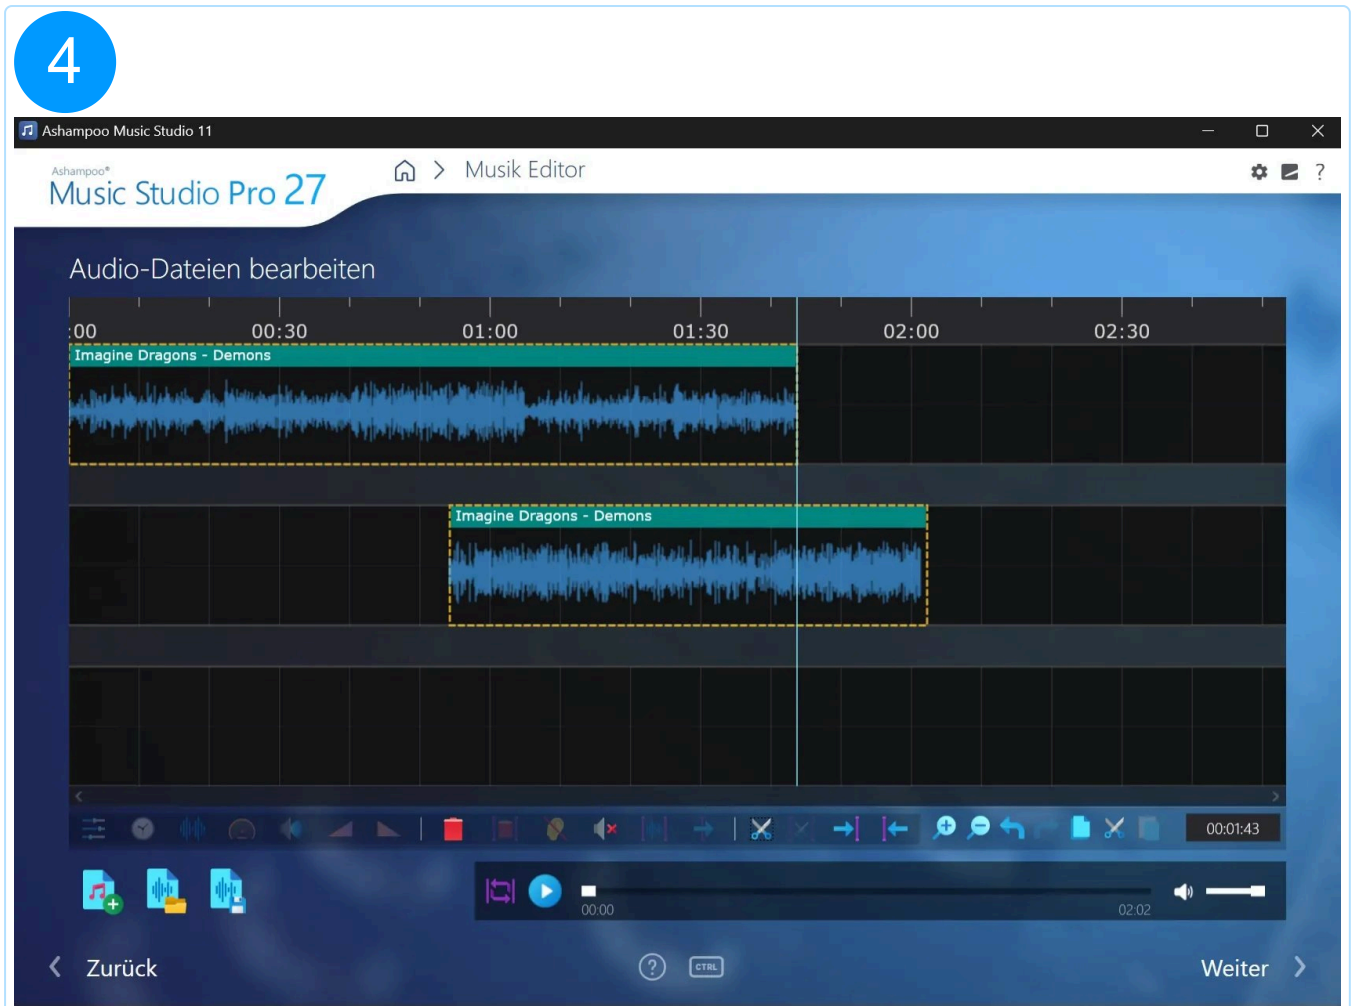 4
Ashampoo Music Studio 11
Ashampoo®
Music Studio Pro 27
Musik Editor
?
Audio-Dateien bearbeiten
:00 00:30 01:00 01:30 02:00 02:30
Imagine Dragons - Demons
Imagine Dragons - Demons
00:01:43
00:00 02:02
Zurück ? CTRL Weiter